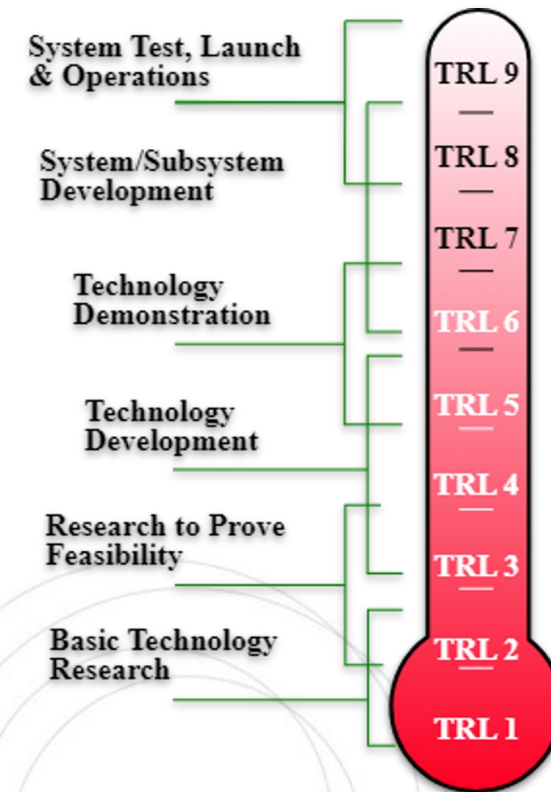 System Test, Launch
& Operations
System/Subsystem
Development
Technology
Demonstration
Technology
Development
Research to Prove
Feasibility
Basic Technology
Research
TRL 9
TRL 8
TRL 7
TRL 6
TRL 5
TRL 4
TRL 3
TRL 2
TRL 1